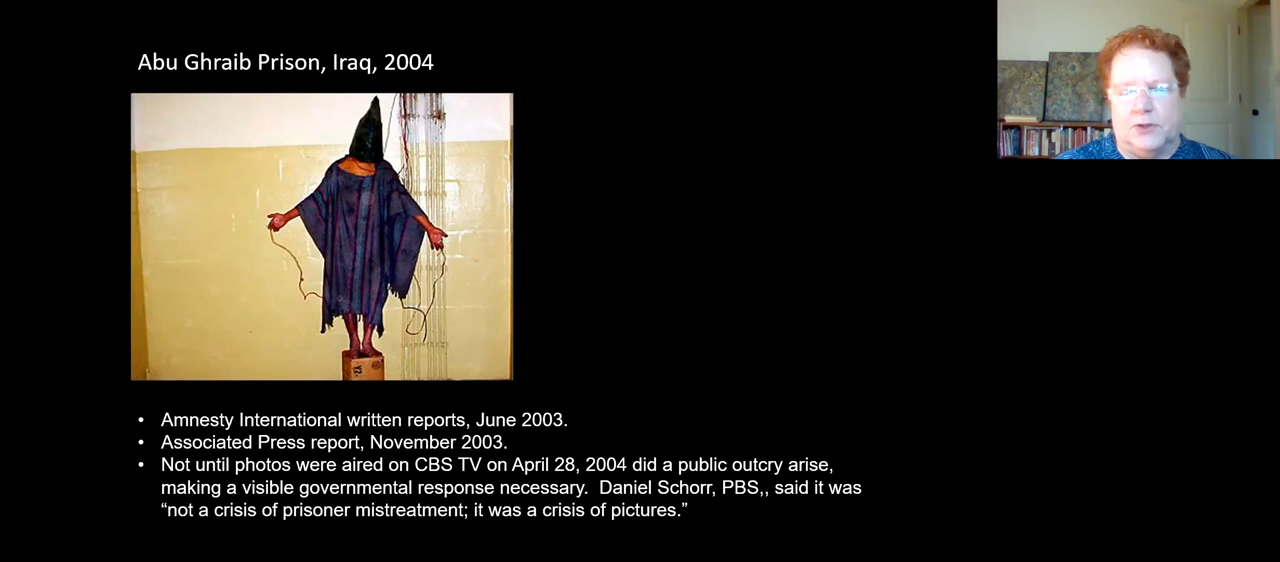 Abu Ghraib Prison, Iraq, 2004
• Amnesty International written reports, June 2003.
• Associated Press report, November 2003.
• Not until photos were aired on CBS TV on April 28, 2004 did a public outcry arise,
making a visible governmental response necessary.  Daniel Schorr, PBS,, said it was
“not a crisis of prisoner mistreatment; it was a crisis of pictures.”